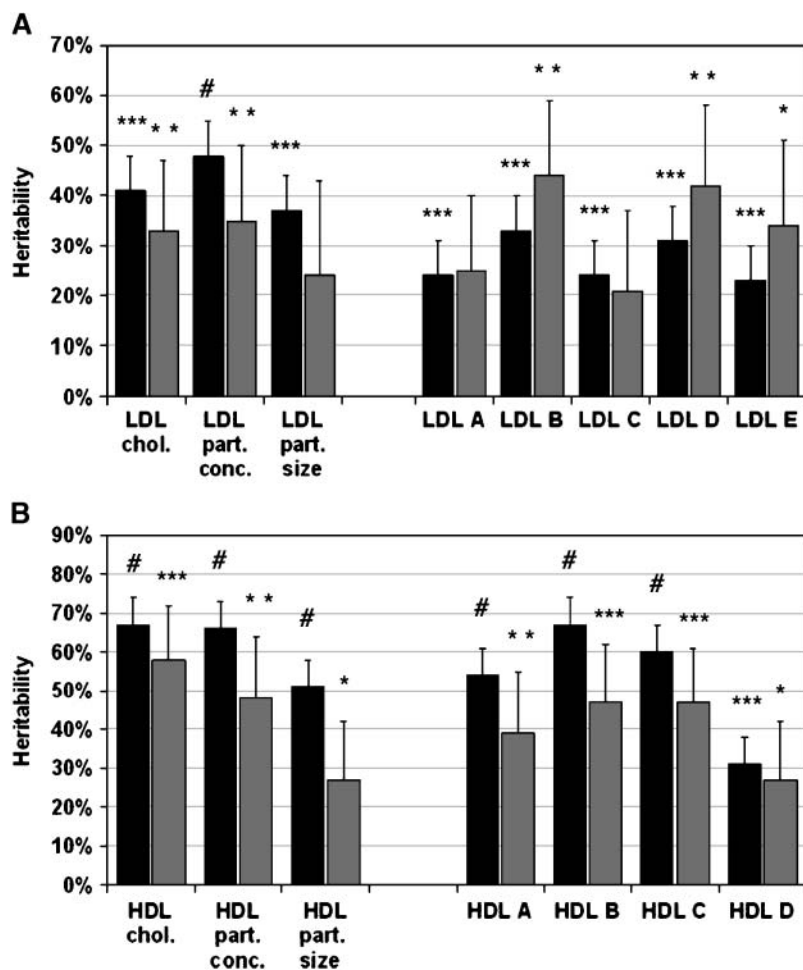 A
70%
60%
50%
40%
30%
20%
10%
0%
Heritability
*** * * # * * *** *** *** * * *** *** * * *** *
LDL chol.
LDL part. conc.
LDL part. size
LDL A
LDL B
LDL C
LDL D
LDL E
B
90%
80%
70%
60%
50%
40%
30%
20%
10%
0%
Heritability
# *** # * * # * # * * # *** # *** *** *
HDL chol.
HDL part. conc.
HDL part. size
HDL A
HDL B
HDL C
HDL D